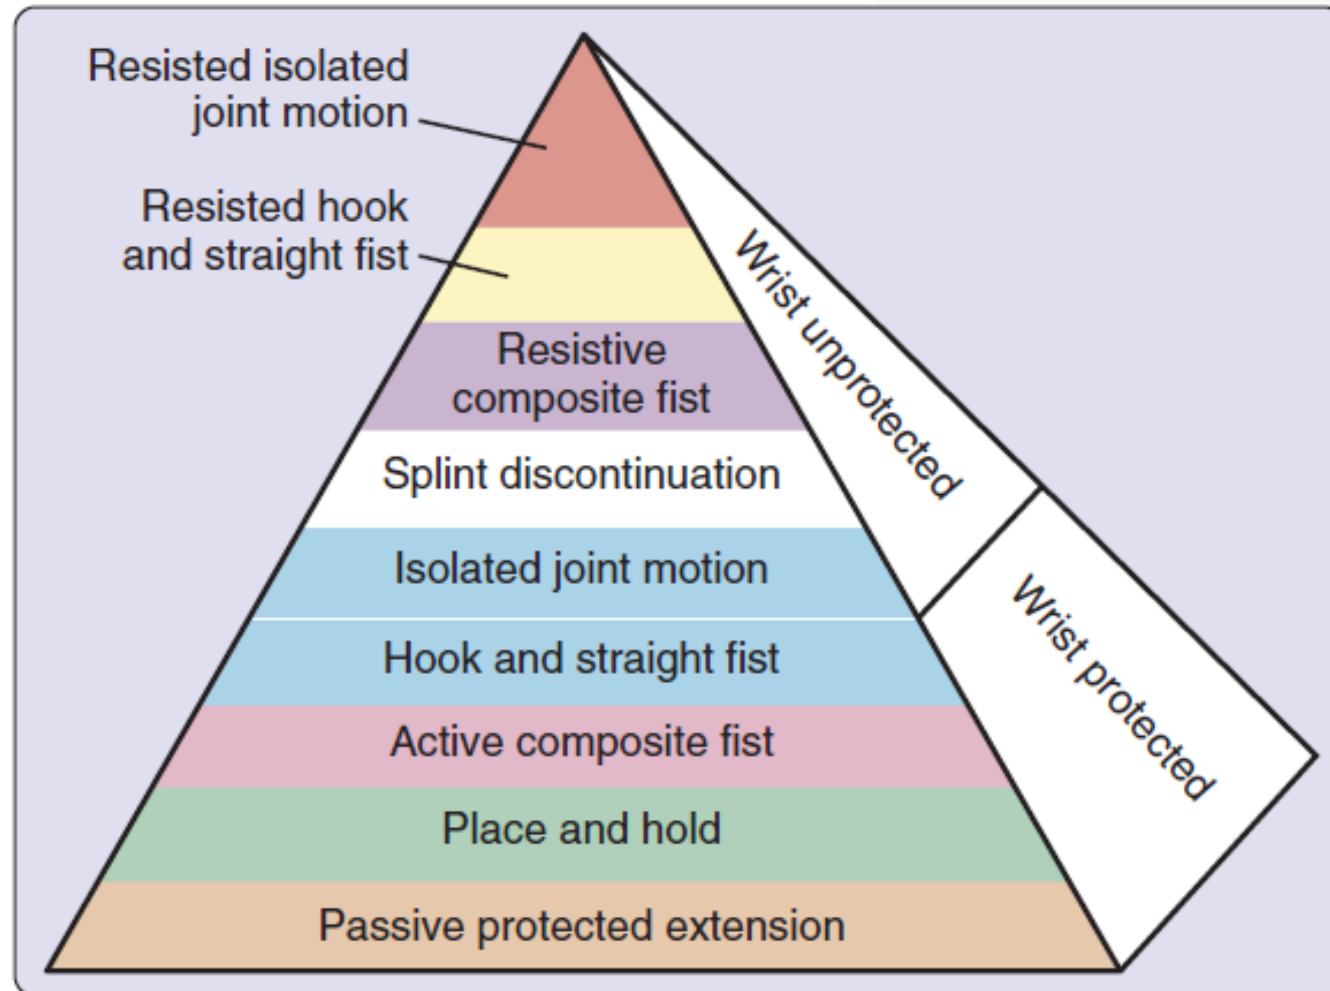 Resisted isolated
joint motion
Resisted hook
and straight fist
Resistive
composite fist
Splint discontinuation
Isolated joint motion
Hook and straight fist
Active composite fist
Place and hold
Passive protected extension
Wrist unprotected
Wrist protected